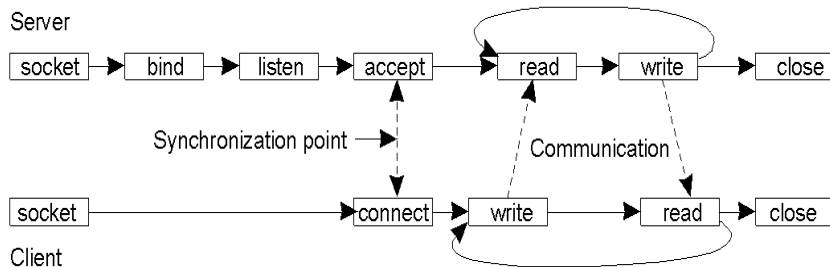 Server
socket bind listen accept read write close
Synchronization point Communication
socket connect write read close
Client